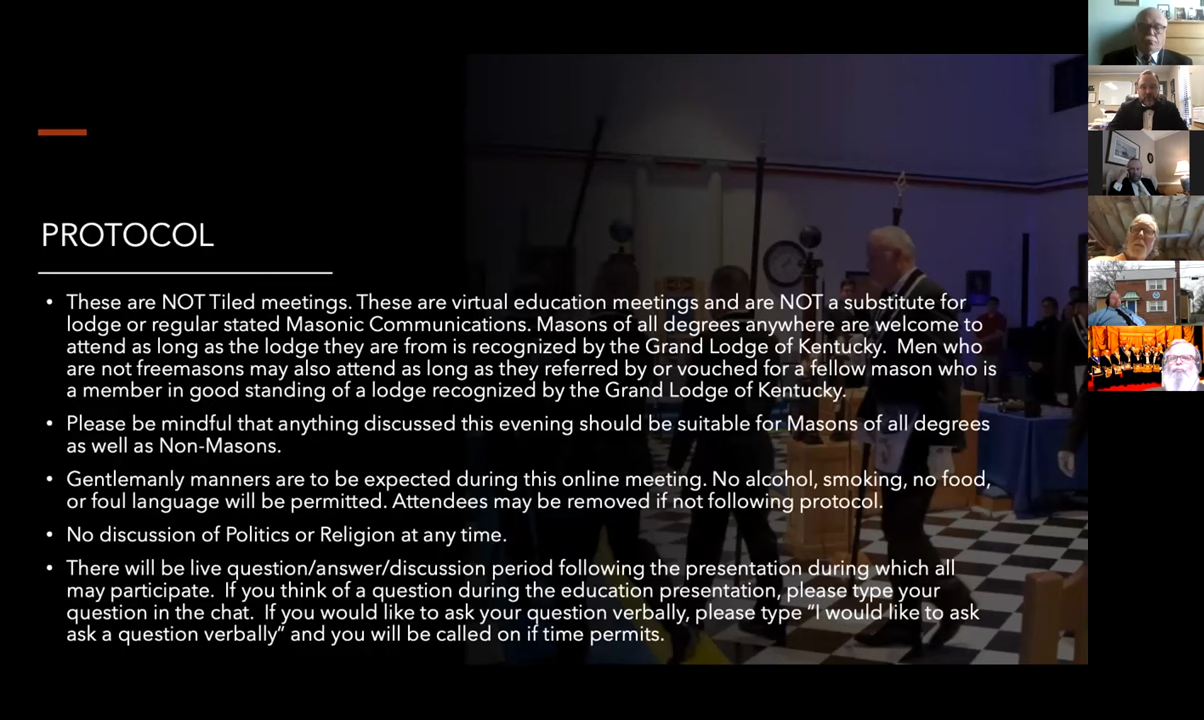 PROTOCOL
• These are NOT Tiled meetings. These are virtual education meetings and are NOT a substitute for
lodge or regular stated Masonic Communications. Masons of all degrees anywhere are welcome to
attend as long as the lodge they are from is recognized by the Grand Lodge of Kentucky.  Men who
are not freemasons may also attend as long as they referred by or vouched for a fellow mason who is
a member in good standing of a lodge recognized by the Grand Lodge of Kentucky.
• Please be mindful that anything discussed this evening should be suitable for Masons of all degrees
as well as Non-Masons.
• Gentlemanly manners are to be expected during this online meeting. No alcohol, smoking, no food,
or foul language will be permitted. Attendees may be removed if not following protocol.
• No discussion of Politics or Religion at any time.
• There will be live question/answer/discussion period following the presentation during which all
may participate.  If you think of a question during the education presentation, please type your
question in the chat.  If you would like to ask your question verbally, please type “I would like to ask
ask a question verbally” and you will be called on if time permits.